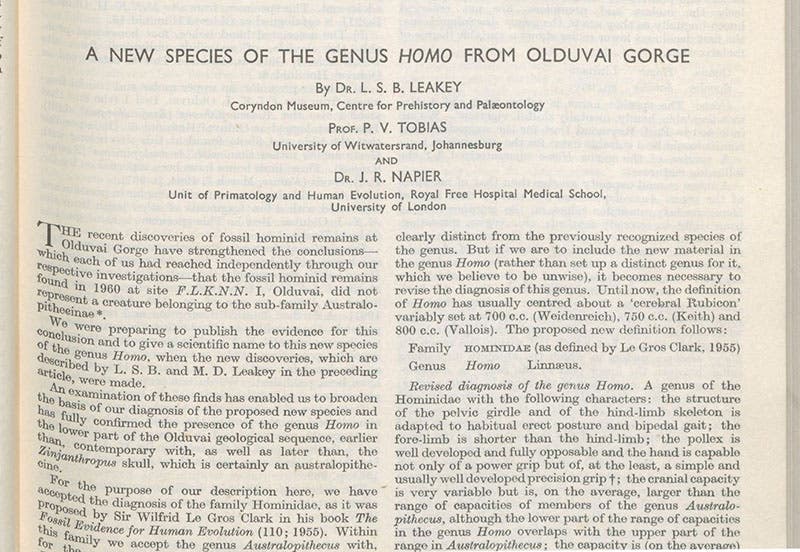 A NEW SPECIES OF THE GENUS HOMO FROM OLDUVAI GORGE
By DR. L. S. B. LEAKEY
Coryndon Museum, Centre for Prehistory and Palæontology
PROF. P. V. TOBIAS
University of Witwatersrand, Johannesburg
AND
DR. J. R. NAPIER
Unit of Primatology and Human Evolution, Royal Free Hospital Medical School,
University of London
THE recent discoveries of fossil hominid remains at
Olduvai Gorge have strengthened the conclusions—
which each of us had reached independently through our
respective investigations—that the fossil hominid remains
found in 1960 at site F.L.K.N.N. I, Olduvai, did not
represent a creature belonging to the sub-family Australo-
pithecinae*.
We were preparing to publish the evidence for this
conclusion and to give a scientific name to this new species
of the genus Homo, when the new discoveries, which are
described by L. S. B. and M. D. Leakey in the preceding
article, were made.
An examination of these finds has enabled us to broaden
the basis of our diagnosis of the proposed new species and
has fully confirmed the presence of the genus Homo in
the lower part of the Olduvai geological sequence, earlier
than, contemporary with, as well as later than, the
Zinjanthropus skull, which is certainly an australopithe-
cine.
For the purpose of our description here, we have
accepted the diagnosis of the family Hominidae, as it was
proposed by Sir Wilfrid Le Gros Clark in his book The
Fossil Evidence for Human Evolution (110; 1955). Within
this family we accept the genus Australopithecus with,
for the
clearly distinct from the previously recognized species of
the genus. But if we are to include the new material in
the genus Homo (rather than set up a distinct genus for it,
which we believe to be unwise), it becomes necessary to
revise the diagnosis of this genus. Until now, the definition
of Homo has usually centred about a 'cerebral Rubicon'
variably set at 700 c.c. (Weidenreich), 750 c.c. (Keith) and
800 c.c. (Vallois). The proposed new definition follows:
Family HOMINIDAE (as defined by Le Gros Clark, 1955)
Genus Homo Linnæus.
Revised diagnosis of the genus Homo. A genus of the
Hominidae with the following characters: the structure
of the pelvic girdle and of the hind-limb skeleton is
adapted to habitual erect posture and bipedal gait; the
fore-limb is shorter than the hind-limb; the pollex is
well developed and fully opposable and the hand is capable
not only of a power grip but of, at the least, a simple and
usually well developed precision grip†; the cranial capacity
is very variable but is, on the average, larger than the
range of capacities of members of the genus Australo-
pithecus, although the lower part of the range of capacities
in the genus Homo overlaps with the upper part of the
range in Australopithecus; the capacity is (on the average)